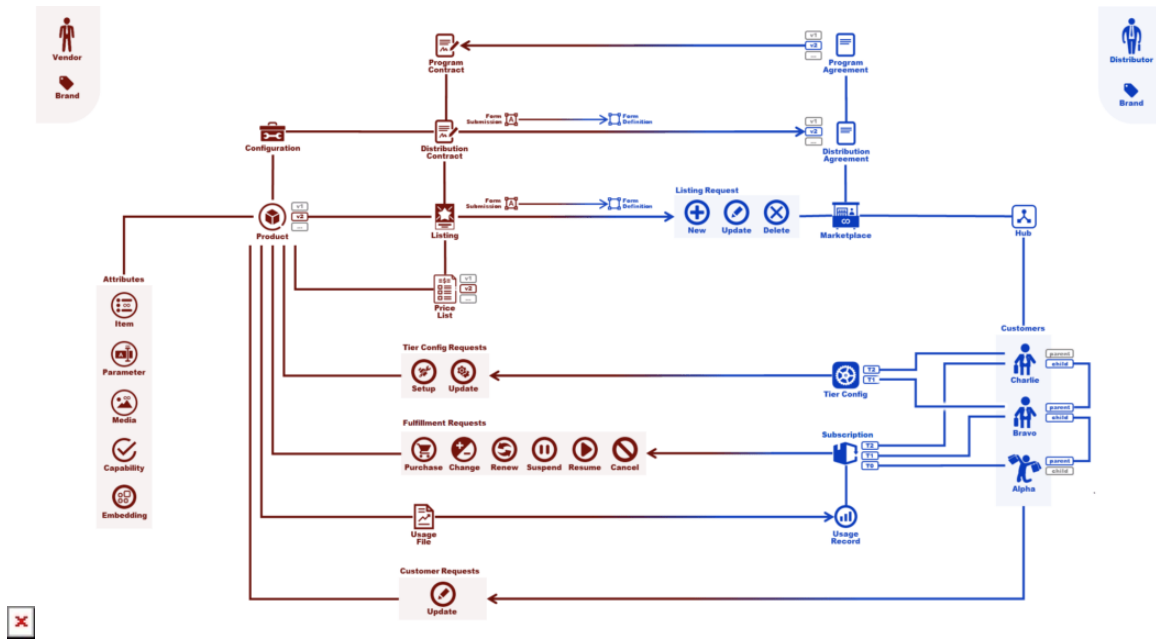 Vendor
Brand
Distributor
Brand
Program
Contract
v1
v2
...
Program
Agreement
Configuration
Form
Submission
A
Form
Definition
Distribution
Contract
v1
v2
...
Distribution
Agreement
Product
v1
v2
...
Form
Submission
A
Form
Definition
Listing
Listing Request
New
Update
Delete
Marketplace
Hub
$$$
v1
v2
...
Price
List
Attributes
Item
Parameter
Media
Capability
Embedding
Tier Config Requests
Setup
Update
Tier Config
T2
T1
Customers
Charlie
parent
child
Bravo
parent
child
Alpha
parent
child
Fulfillment Requests
Purchase
Change
Renew
Suspend
Resume
Cancel
Subscription
T2
T1
T0
Usage
File
Usage
Record
Customer Requests
Update